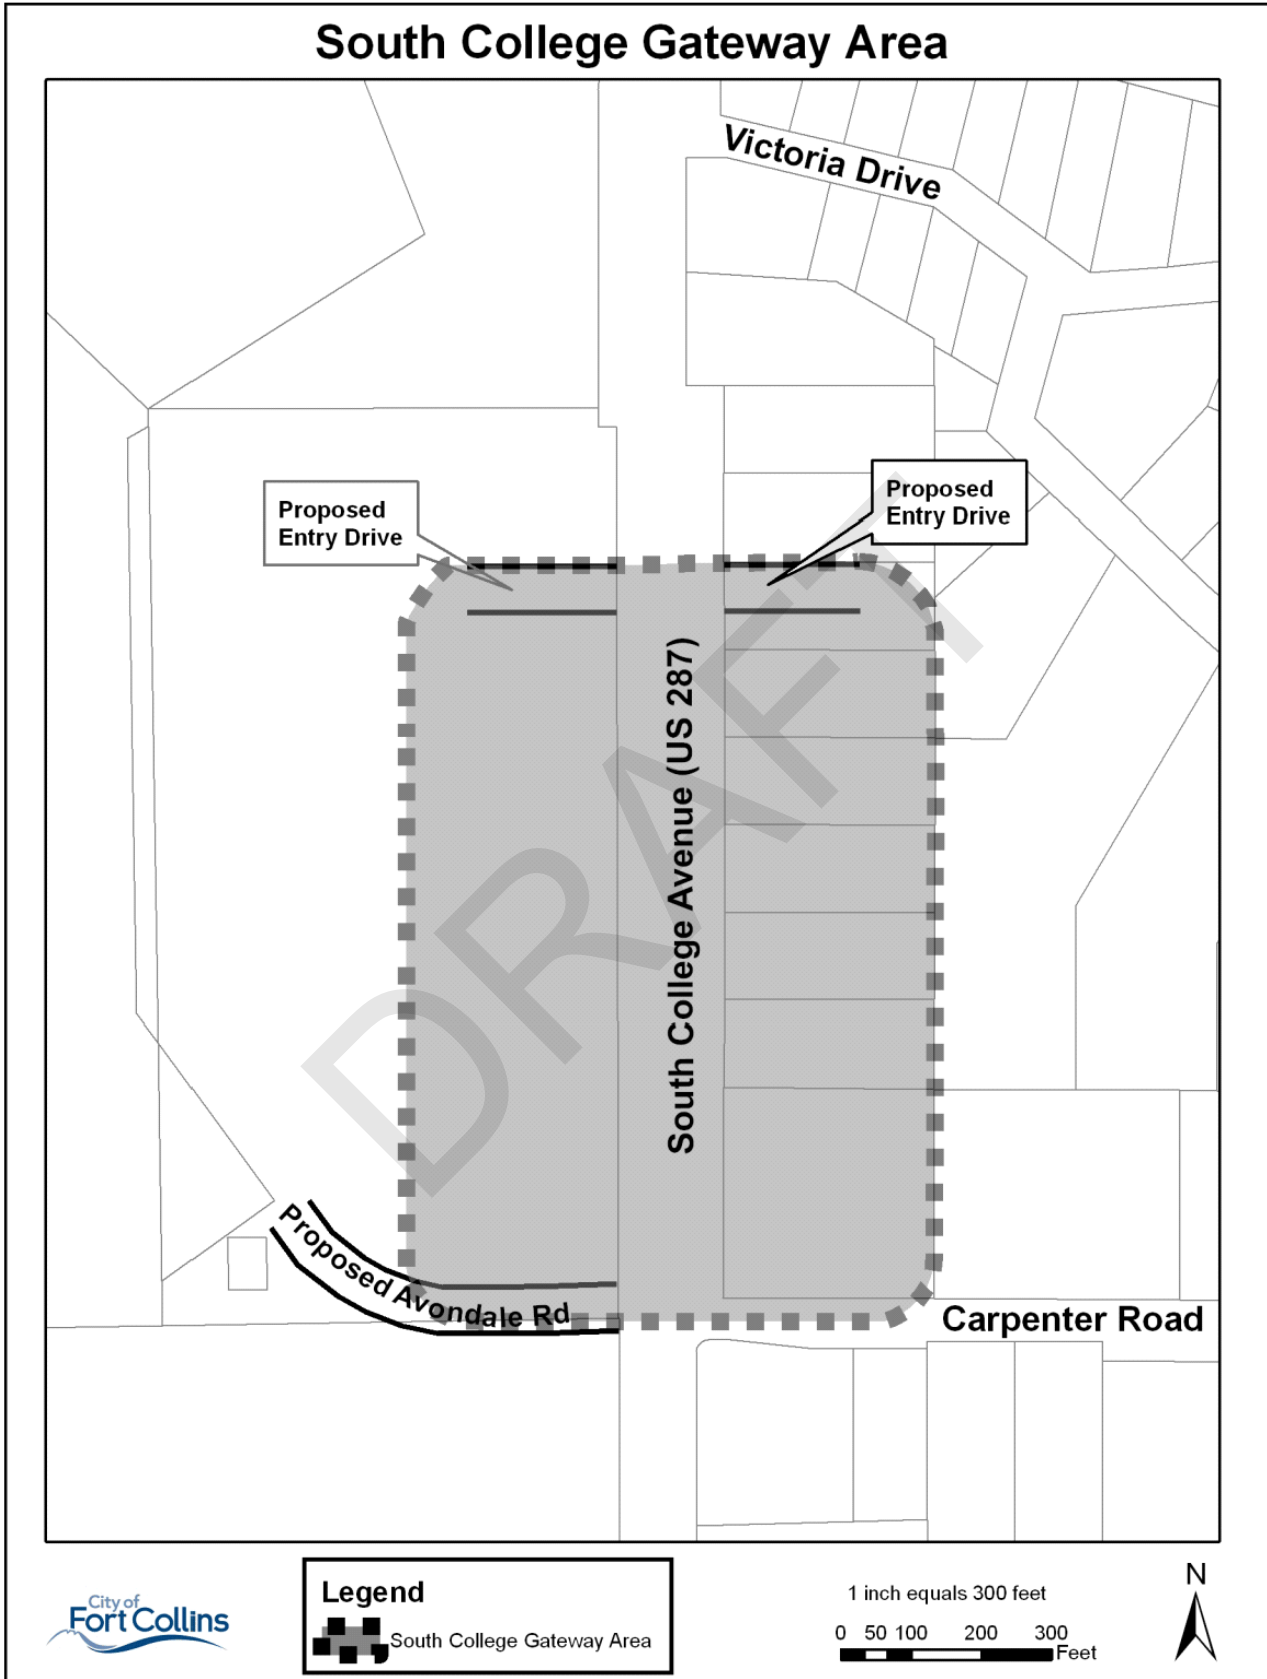 South College Gateway Area
Victoria Drive
Proposed
Entry Drive
Proposed
Entry Drive
South College Avenue (US 287)
DRAFT
Proposed Avondale Rd
Carpenter Road
City of
Fort Collins
Legend
South College Gateway Area
1 inch equals 300 feet
0 50 100 200 300
Feet
N